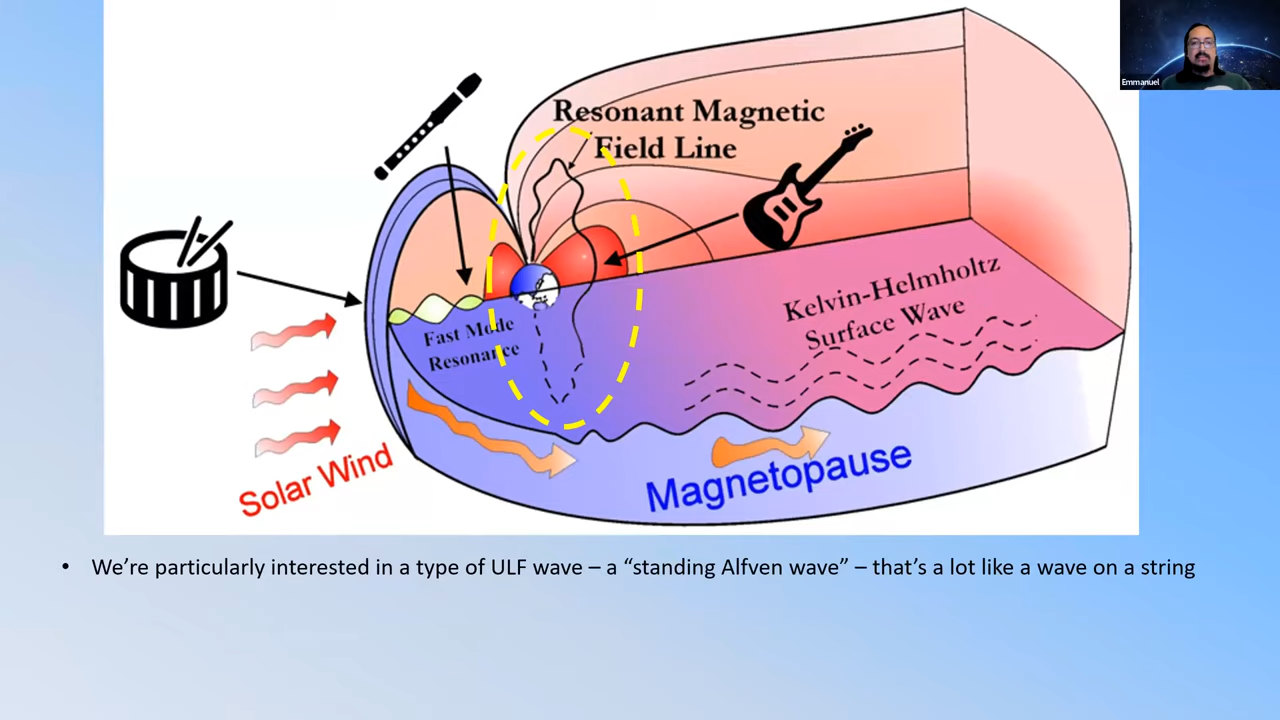 Emmanuel
Resonant Magnetic
Field Line
Fast Mode
Resonance
Kelvin-Helmholtz
Surface Wave
Solar Wind
Magnetopause
• We’re particularly interested in a type of ULF wave – a “standing Alfven wave” – that’s a lot like a wave on a string